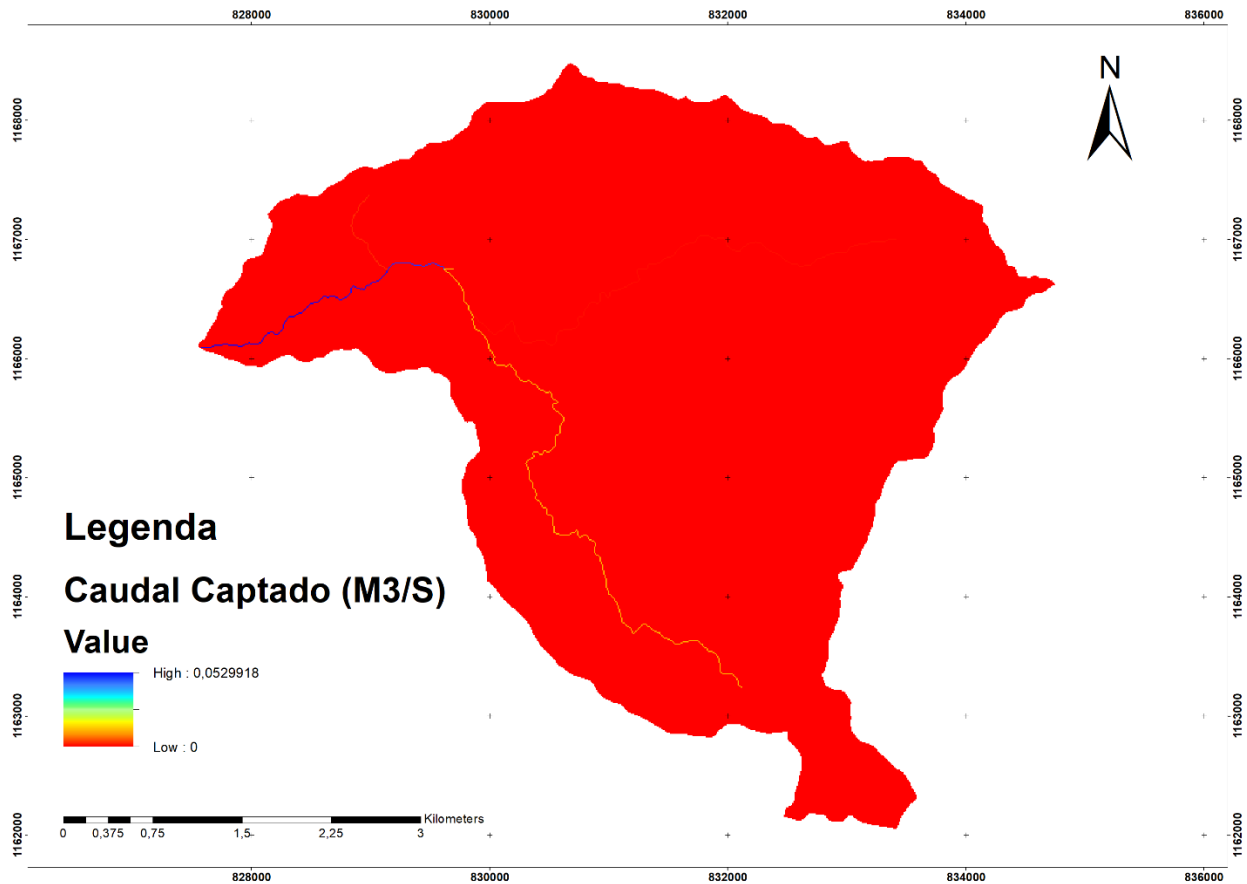 828000 830000 832000 834000 836000
N
1168000 1168000
1167000 1167000
1166000 1166000
1165000 1165000
1164000 1164000
1163000 1163000
1162000 1162000
Legenda
Caudal Captado (M3/S)
Value
High : 0,0529918
Low : 0
Kilometers
0 0,375 0,75 1,5 2,25 3
828000 830000 832000 834000 836000